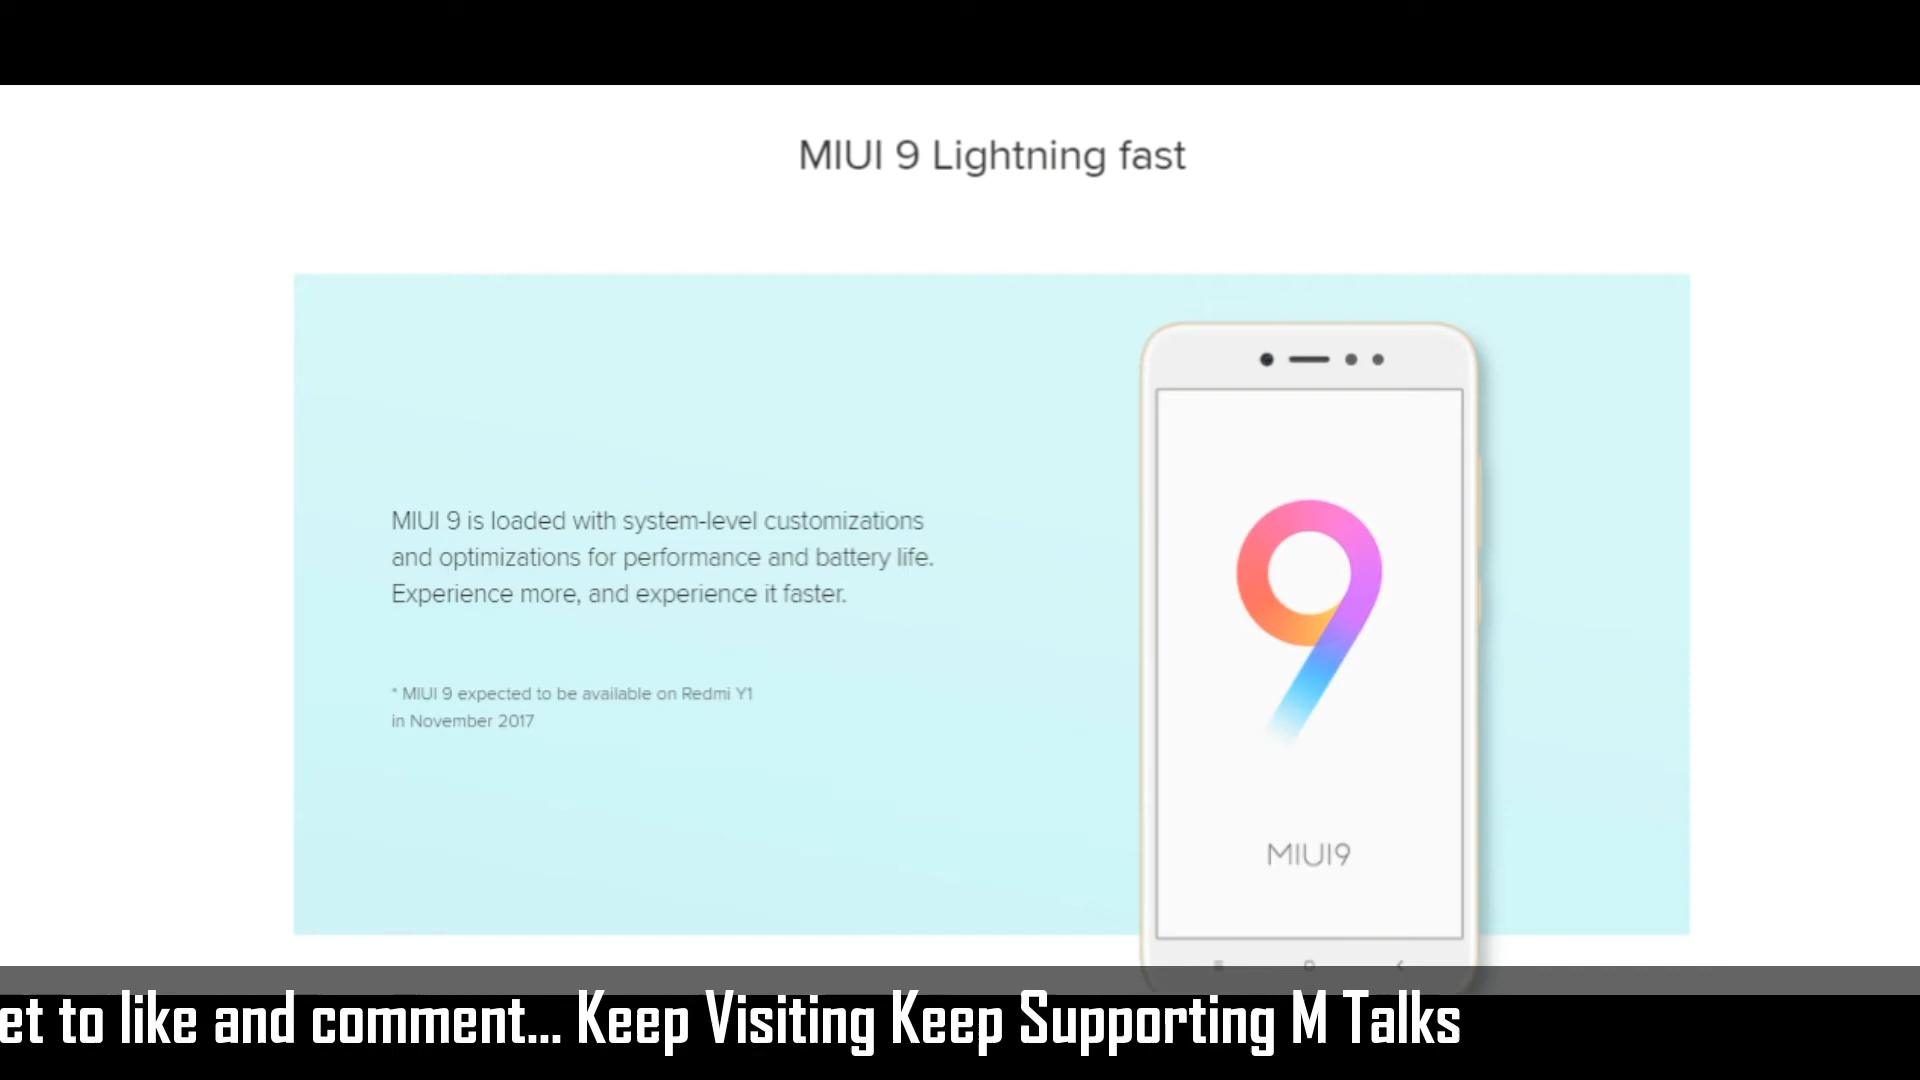 MIUI 9 Lightning fast
MIUI 9 is loaded with system-level customizations
and optimizations for performance and battery life.
Experience more, and experience it faster.
* MIUI 9 expected to be available on Redmi Y1
in November 2017
9
MIUI9
et to like and comment... Keep Visiting Keep Supporting M Talks